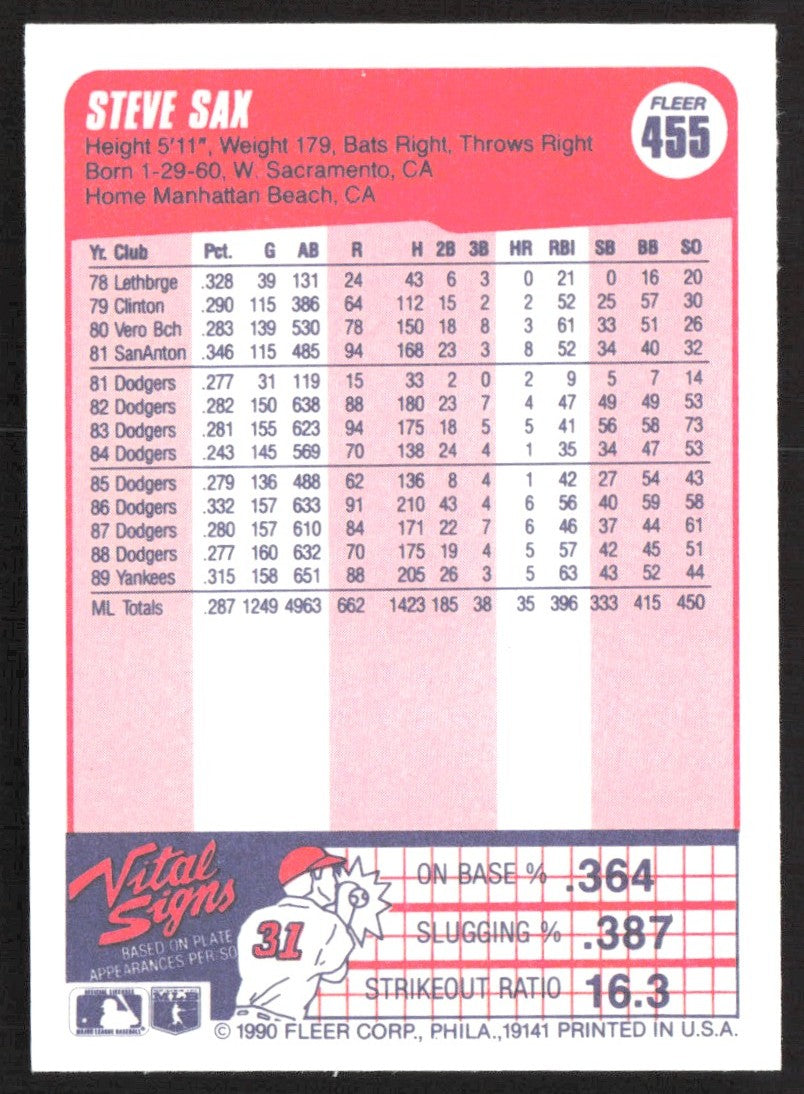 STEVE SAX
FLEER
455
Height 5'11", Weight 179, Bats Right, Throws Right
Born 1-29-60, W. Sacramento, CA
Home Manhattan Beach, CA
Yr. Club Pct. G AB R H 2B 3B HR RBI SB BB SO
78 Lethbrge .328 39 131 24 43 6 3 0 21 0 16 20
79 Clinton .290 115 386 64 112 15 2 2 52 25 57 30
80 Vero Bch .283 139 530 78 150 18 8 3 61 33 51 26
81 SanAnton .346 115 485 94 168 23 3 8 52 34 40 32
81 Dodgers .277 31 119 15 33 2 0 2 9 5 7 14
82 Dodgers .282 150 638 88 180 23 7 4 47 49 49 53
83 Dodgers .281 155 623 94 175 18 5 5 41 56 58 73
84 Dodgers .243 145 569 70 138 24 4 1 35 34 47 53
85 Dodgers .279 136 488 62 136 8 4 1 42 27 54 43
86 Dodgers .332 157 633 91 210 43 4 6 56 40 59 58
87 Dodgers .280 157 610 84 171 22 7 6 46 37 44 61
88 Dodgers .277 160 632 70 175 19 4 5 57 42 45 51
89 Yankees .315 158 651 88 205 26 3 5 63 43 52 44
ML Totals .287 1249 4963 662 1423 185 38 35 396 333 415 450
Vital
Signs
BASED ON PLATE
APPEARANCES PER SO
31
ON BASE % .364
SLUGGING % .387
STRIKEOUT RATIO 16.3
OFFICIAL LICENSEE
MAJOR LEAGUE BASEBALL
© 1990 FLEER CORP., PHILA.,19141 PRINTED IN U.S.A.